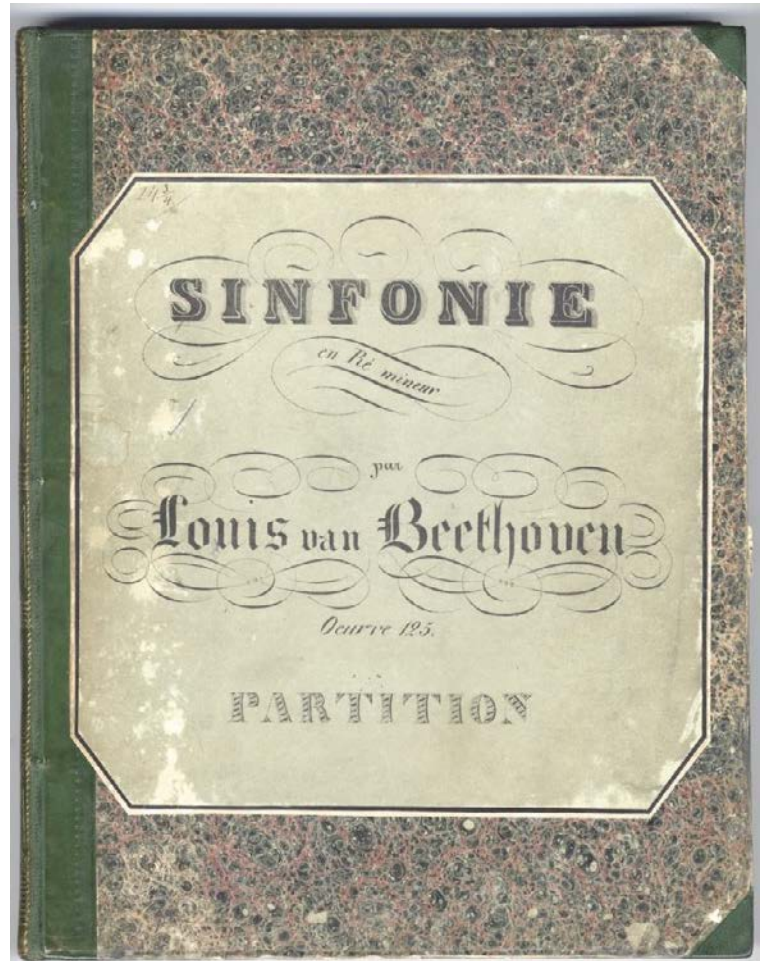 SINFONIE
en Ré mineur
par
Louis van Beethoven
Oeuvre 125.
PARTITION